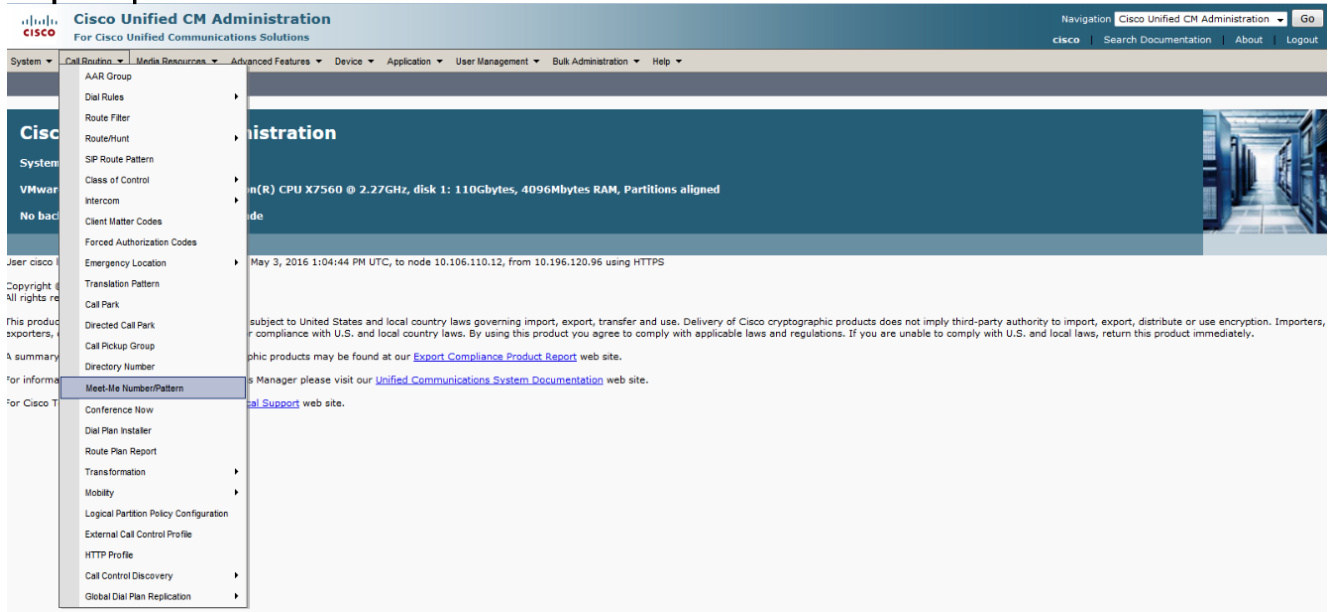 Cisco Unified CM Administration
For Cisco Unified Communications Solutions
Navigation Cisco Unified CM Administration Go
cisco Search Documentation About Logout
CISCO
System Call Routing Media Resources Advanced Features Device Application User Management Bulk Administration Help
AAR Group
Dial Rules
Route Filter
Route/Hunt
SIP Route Pattern
Class of Control
Intercom
Client Matter Codes
Forced Authorization Codes
Emergency Location
Translation Pattern
Call Park
Directed Call Park
Call Pickup Group
Directory Number
Meet-Me Number/Pattern
Conference Now
Dial Plan Installer
Route Plan Report
Transformation
Mobility
Logical Partition Policy Configuration
External Call Control Profile
HTTP Profile
Call Control Discovery
Global Dial Plan Replication
Cisc nistration
System
VMwar n(R) CPU X7560 @ 2.27GHz, disk 1: 110Gbytes, 4096Mbytes RAM, Partitions aligned
No bac de
User cisco l May 3, 2016 1:04:44 PM UTC, to node 10.106.110.12, from 10.196.120.96 using HTTPS
Copyright
All rights re
This produc subject to United States and local country laws governing import, export, transfer and use. Delivery of Cisco cryptographic products does not imply third-party authority to import, export, distribute or use encryption. Importers,
exporters, r compliance with U.S. and local country laws. By using this product you agree to comply with applicable laws and regulations. If you are unable to comply with U.S. and local laws, return this product immediately.
A summary phic products may be found at our Export Compliance Product Report web site.
For informa s Manager please visit our Unified Communications System Documentation web site.
For Cisco T cal Support web site.